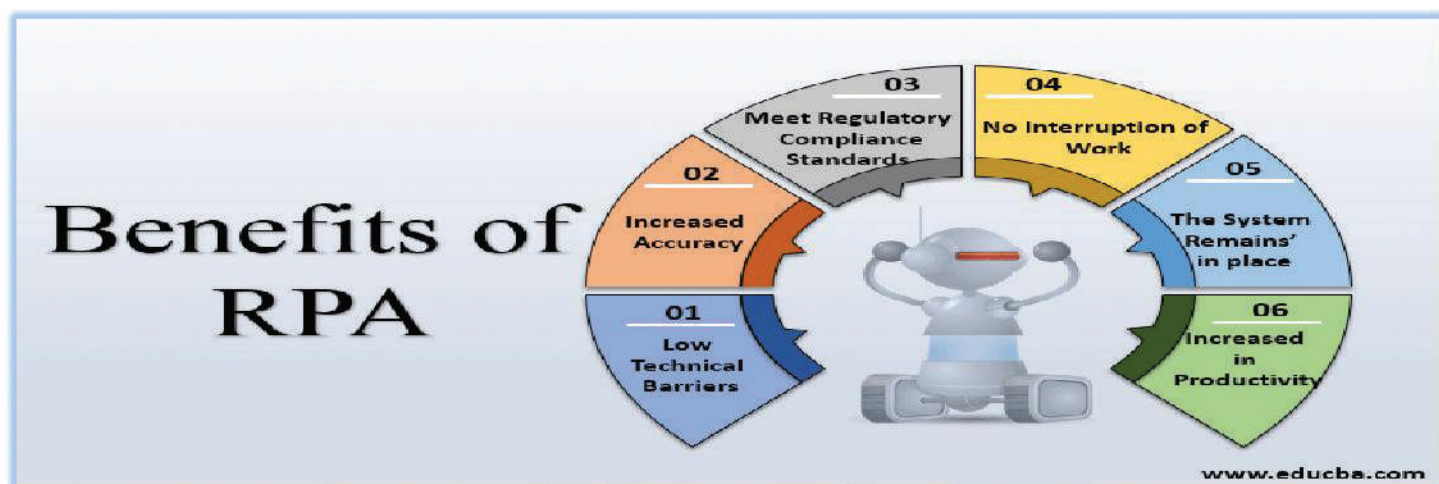 Benefits of
RPA
01
Low
Technical
Barriers
02
Increased
Accuracy
03
Meet Regulatory
Compliance
Standards
04
No Interruption of
Work
05
The System
Remains’
in place
06
Increased
in
Productivity
www.educba.com